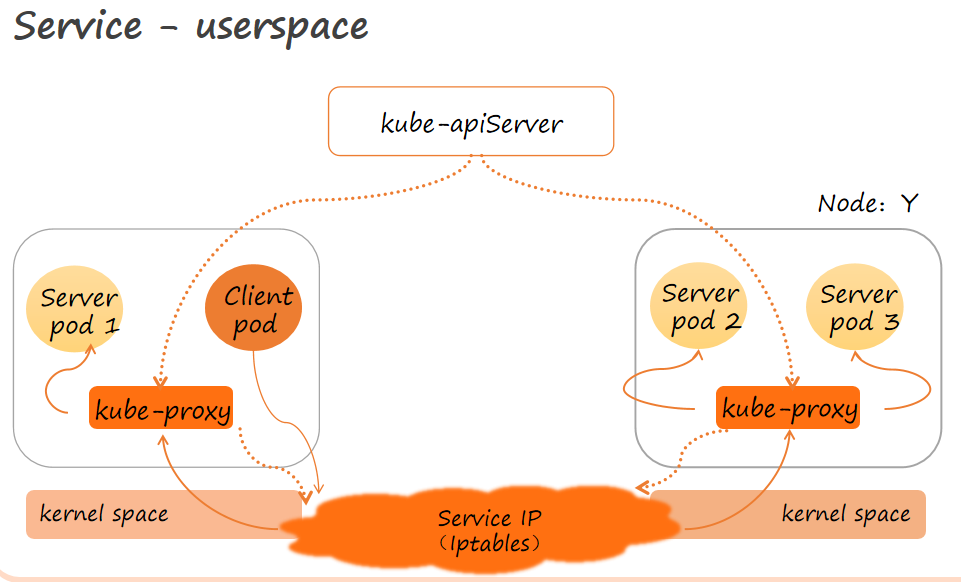 Service - userspace
kube-apiServer
Node：Y
Server
pod 1
Client
pod
Server
pod 2
Server
pod 3
kube-proxy
kube-proxy
kernel space
Service IP
（Iptables）
kernel space